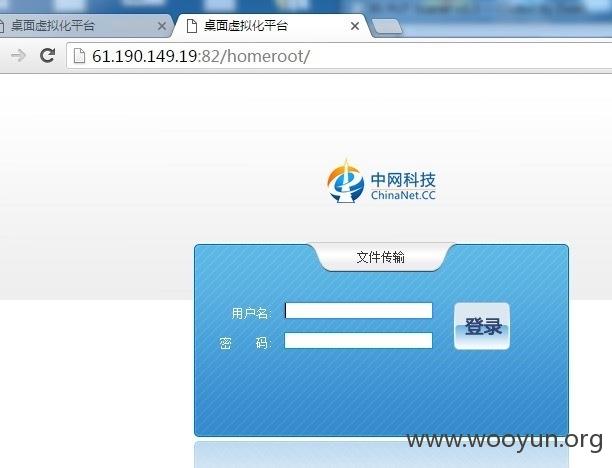 桌面虚拟化平台
桌面虚拟化平台
61.190.149.19:82/homeroot/
中网科技
ChinaNet.CC
文件传输
用户名:
登录
密 码:
www.wooyun.org